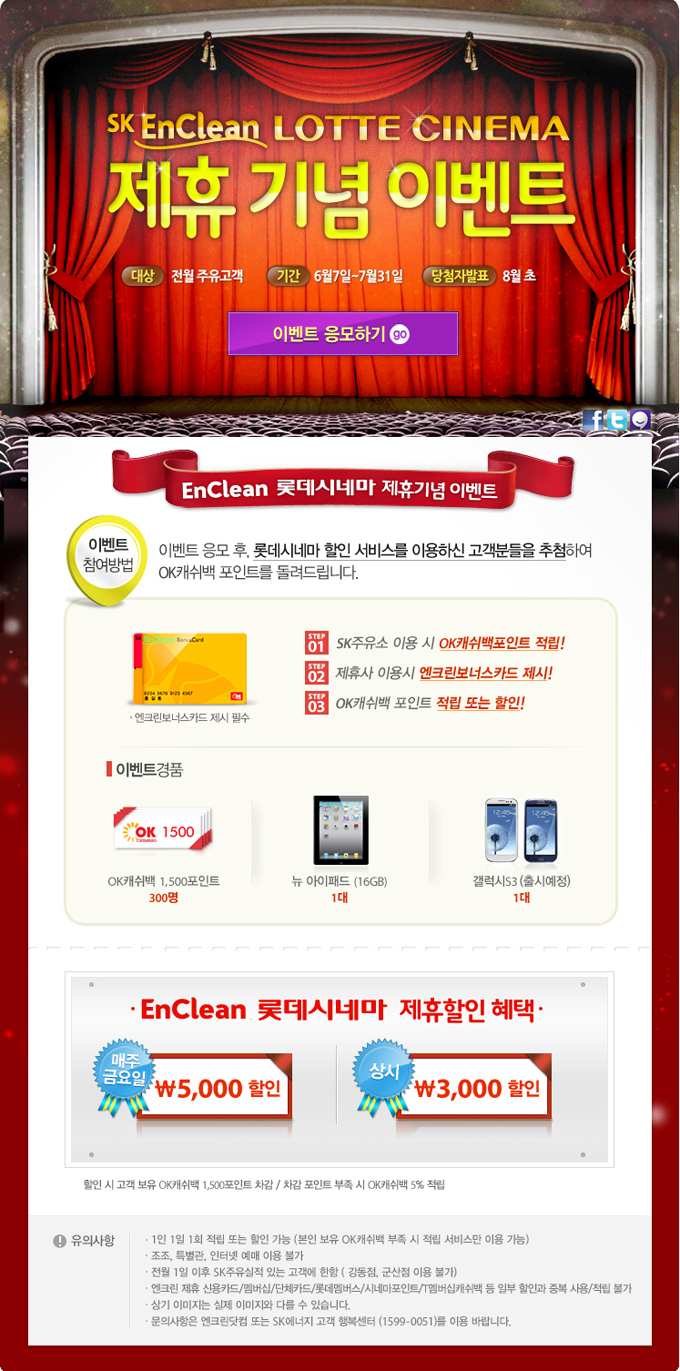 SK EnClean LOTTE CINEMA
제휴 기념 이벤트
대상 전월 주유고객 기간 6월7일~7월31일 당첨자발표 8월 초
이벤트 응모하기 go
EnClean 롯데시네마 제휴기념 이벤트
이벤트
참여방법
이벤트 응모 후, 롯데시네마 할인 서비스를 이용하신 고객분들을 추첨하여
OK캐쉬백 포인트를 돌려드립니다.
STEP 01 SK주유소 이용 시 OK캐쉬백포인트 적립!
STEP 02 제휴사 이용시 엔크린보너스카드 제시!
STEP 03 OK캐쉬백 포인트 적립 또는 할인!
· 엔크린보너스카드 제시 필수
이벤트경품
OK 1500
OK캐쉬백 1,500포인트
300명
뉴 아이패드 (16GB)
1대
갤럭시S3 (출시예정)
1대
· EnClean 롯데시네마 제휴할인 혜택 ·
매주
금요일
₩5,000 할인
상시
₩3,000 할인
할인 시 고객 보유 OK캐쉬백 1,500포인트 차감 / 차감 포인트 부족 시 OK캐쉬백 5% 적립
유의사항
· 1인 1일 1회 적립 또는 할인 가능 (본인 보유 OK캐쉬백 부족 시 적립 서비스만 이용 가능)
· 조조, 특별관, 인터넷 예매 이용 불가
· 전월 1일 이후 SK주유실적 있는 고객에 한함 ( 강동점, 군산점 이용 불가)
· 엔크린 제휴 신용카드/멤버십/단체카드/롯데멤버스/시네마포인트/T멤버십캐쉬백 등 일부 할인과 중복 사용/적립 불가
· 상기 이미지는 실제 이미지와 다를 수 있습니다.
· 문의사항은 엔크린닷컴 또는 SK에너지 고객 행복센터 (1599-0051)를 이용 바랍니다.